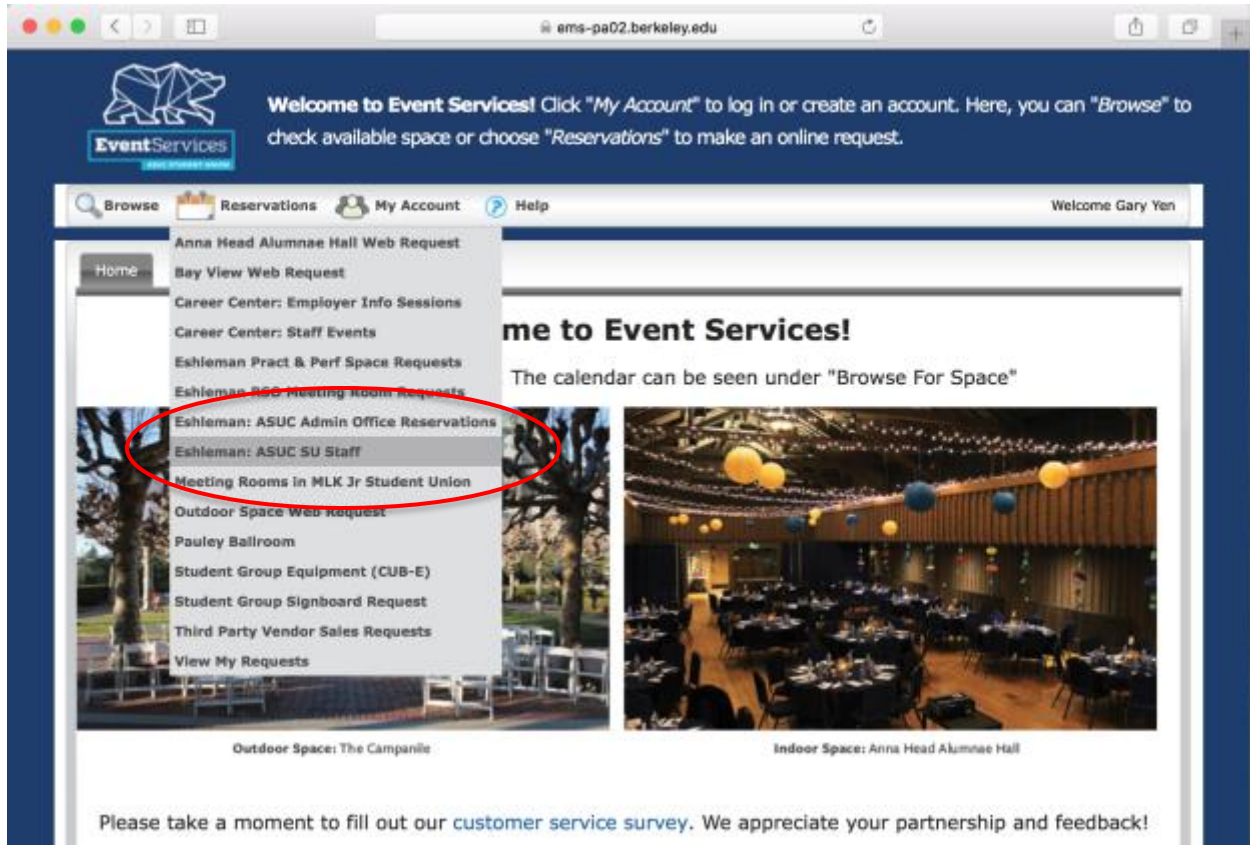 ems-pa02.berkeley.edu
Welcome to Event Services! Click "My Account" to log in or create an account. Here, you can "Browse" to
check available space or choose "Reservations" to make an online request.
EventServices
ASUC STUDENT UNION
Browse Reservations My Account Help Welcome Gary Yen
Home
Anna Head Alumnae Hall Web Request
Bay View Web Request
Career Center: Employer Info Sessions
Career Center: Staff Events
Eshleman Pract & Perf Space Requests
Eshleman RSO Meeting Room Requests
Eshleman: ASUC Admin Office Reservations
Eshleman: ASUC SU Staff
Meeting Rooms in MLK Jr Student Union
Outdoor Space Web Request
Pauley Ballroom
Student Group Equipment (CUB-E)
Student Group Signboard Request
Third Party Vendor Sales Requests
View My Requests
me to Event Services!
The calendar can be seen under "Browse For Space"
Outdoor Space: The Campanile
Indoor Space: Anna Head Alumnae Hall
Please take a moment to fill out our customer service survey. We appreciate your partnership and feedback!